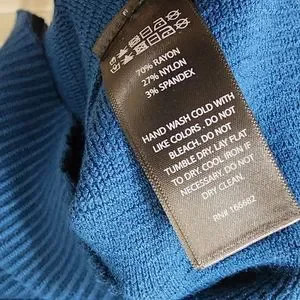 70% RAYON
27% NYLON
3% SPANDEX
HAND WASH COLD WITH
LIKE COLORS . DO NOT
BLEACH. DO NOT
TUMBLE DRY. LAY FLAT
TO DRY. COOL IRON IF
NECESSARY. DO NOT
DRY CLEAN.
RN# 165682